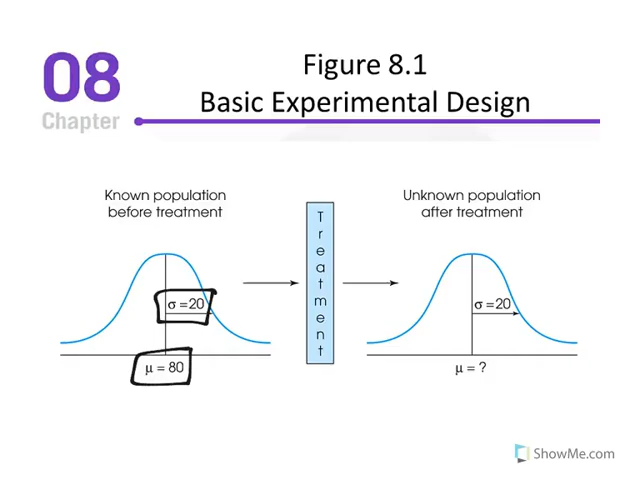 08
Chapter
Figure 8.1
Basic Experimental Design
Known population
before treatment
σ = 20
μ = 80
Treatment
Unknown population
after treatment
σ = 20
μ = ?
ShowMe.com